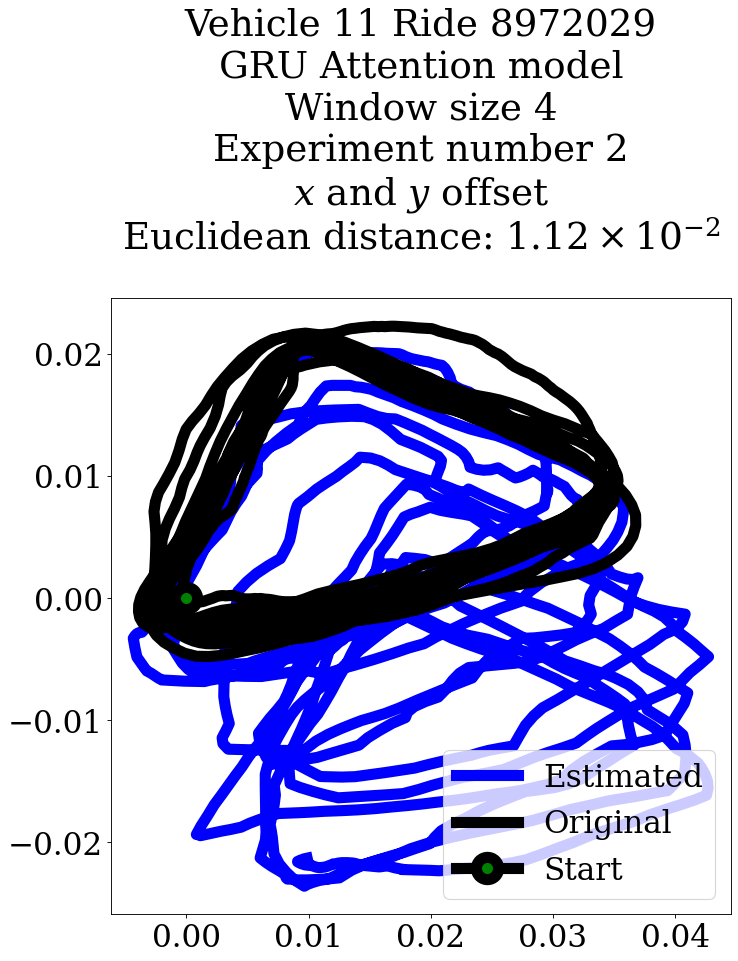 Vehicle 11 Ride 8972029
GRU Attention model
Window size 4
Experiment number 2
x and y offset
Euclidean distance: 1.12 × 10⁻²
0.02
0.01
0.00
−0.01
−0.02
Estimated
Original
Start
0.00 0.01 0.02 0.03 0.04